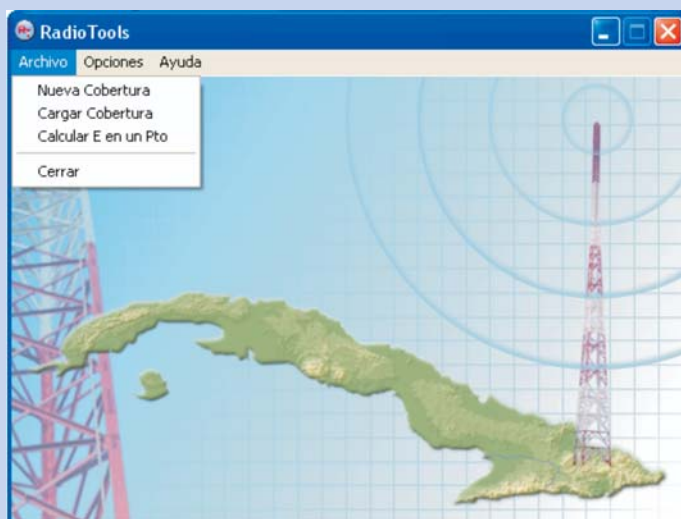 RadioTools
Archivo Opciones Ayuda
Nueva Cobertura
Cargar Cobertura
Calcular E en un Pto
Cerrar